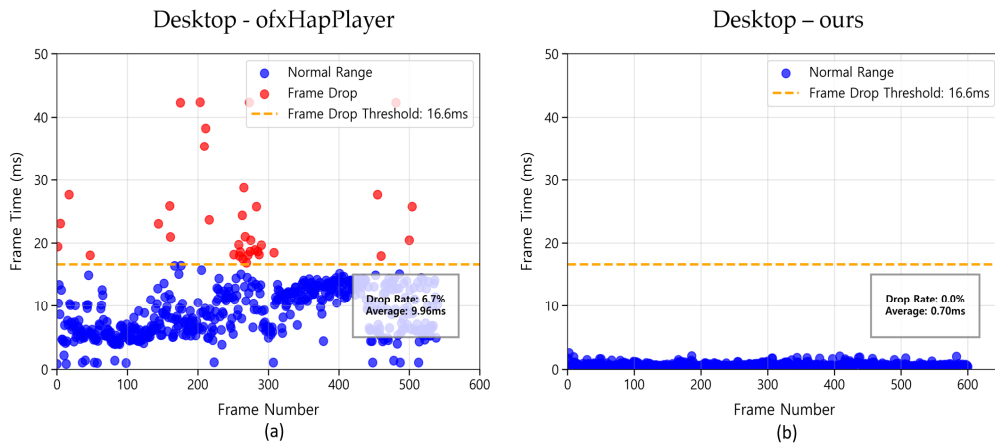 Desktop - ofxHapPlayer
Desktop – ours
50
40
30
20
10
0
Frame Time (ms)
Normal Range
Frame Drop
Frame Drop Threshold: 16.6ms
Drop Rate: 6.7%
Average: 9.96ms
0 100 200 300 400 500 600
Frame Number
(a)
50
40
30
20
10
0
Frame Time (ms)
Normal Range
Frame Drop Threshold: 16.6ms
Drop Rate: 0.0%
Average: 0.70ms
0 100 200 300 400 500 600
Frame Number
(b)